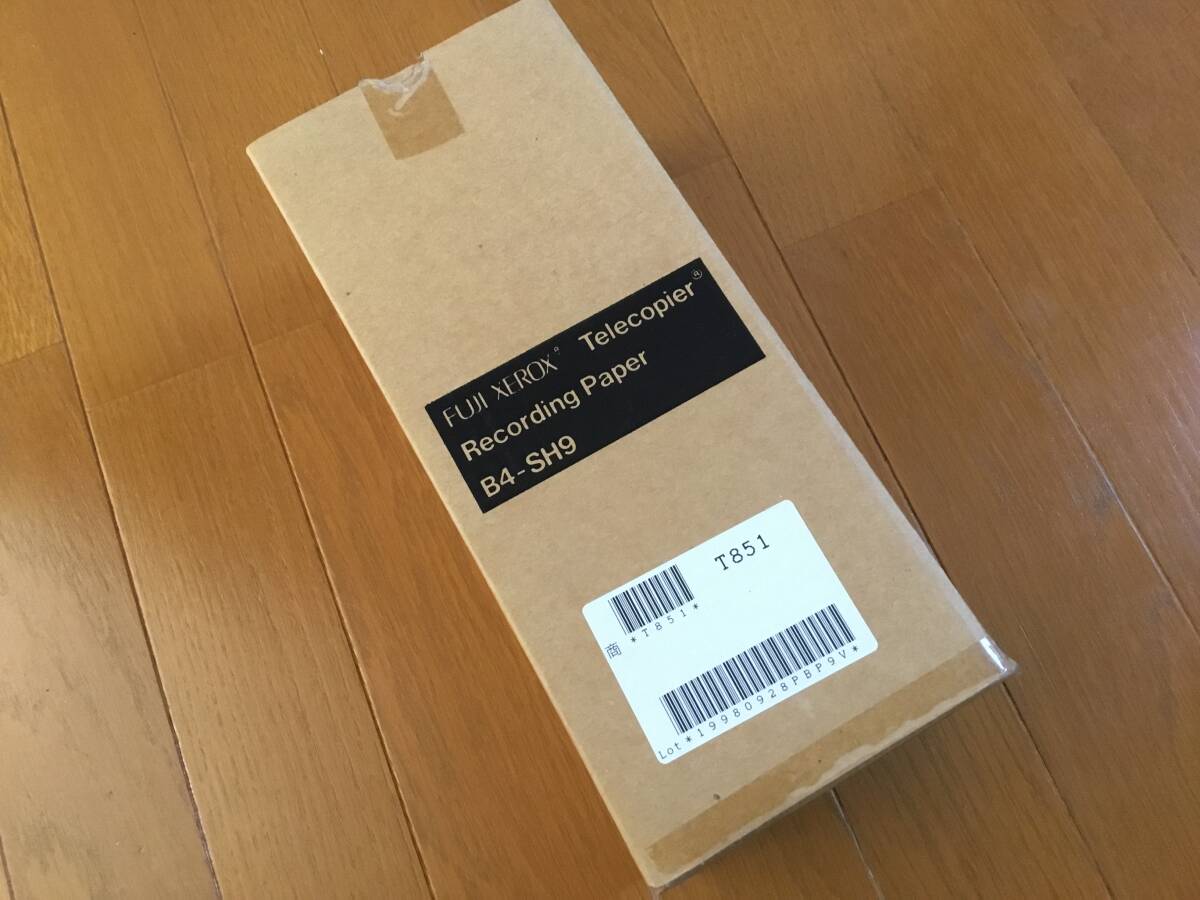 FUJI XEROX® Telecopier®
Recording Paper
B4-SH9
T851
*T851*
商
Lot*19980928PBP9V*